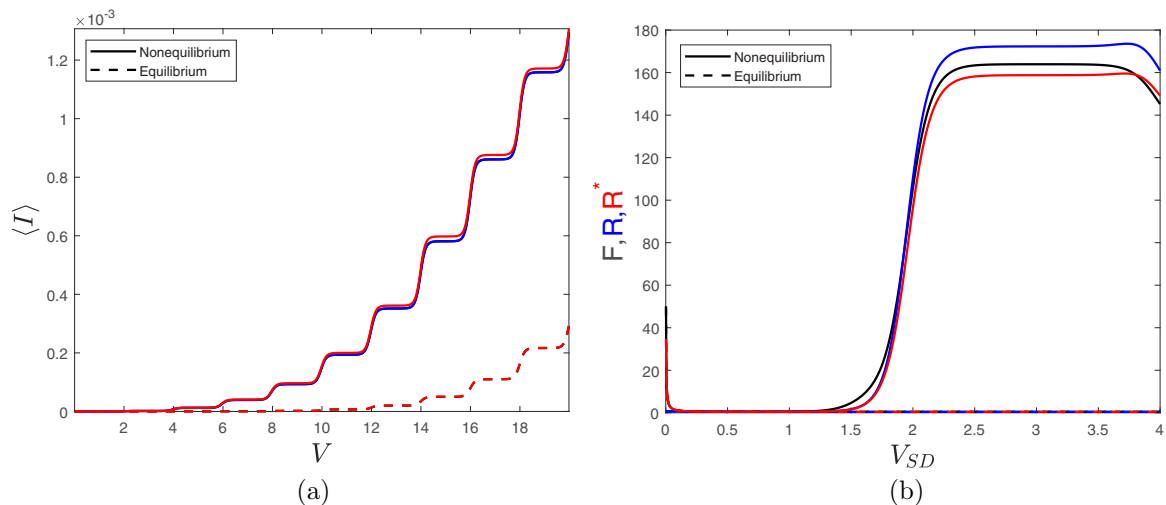 ×10⁻³
Nonequilibrium
Equilibrium
1.2
1
0.8
0.6
0.4
0.2
0
⟨I⟩
2 4 6 8 10 12 14 16 18
V
(a)
Nonequilibrium
Equilibrium
180
160
140
120
100
80
60
40
20
0
F,R,R*
0 0.5 1 1.5 2 2.5 3 3.5 4
V_SD
(b)